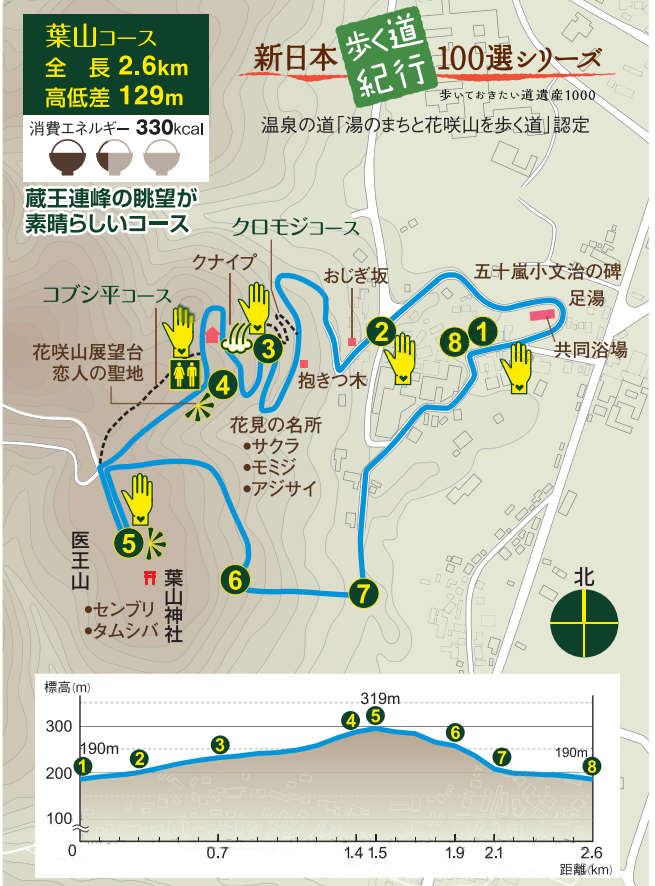 葉山コース
全 長 2.6km
高低差 129m
消費エネルギー 330kcal
新日本 歩く道紀行 100選シリーズ
歩いておきたい道遺産1000
温泉の道「湯のまちと花咲山を歩く道」認定
蔵王連峰の眺望が
素晴らしいコース
クロモジコース
クナイプ
おじぎ坂
五十嵐小文治の碑
足湯
共同浴場
コブシ平コース
花咲山展望台
恋人の聖地
抱きつ木
花見の名所
•サクラ
•モミジ
•アジサイ
1
2
3
4
5
6
7
8
医王山
葉山神社
•センブリ
•タムシバ
北
標高(m)
300
200
100
0
190m
319m
190m
1
2
3
4
5
6
7
8
0.7
1.4
1.5
1.9
2.1
2.6
距離(km)